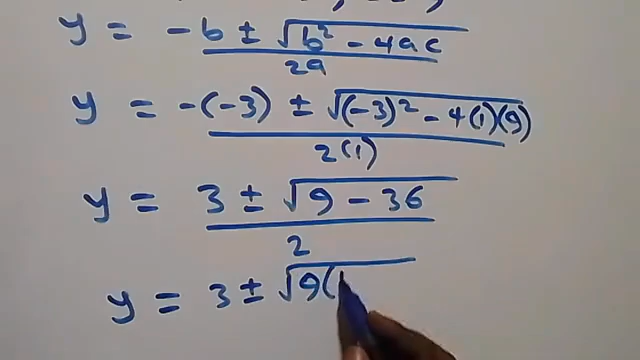 y = -b ± √b² - 4ac
2a
y = -(-3) ± √(-3)² - 4(1)(9)
2(1)
y = 3 ± √9 - 36
2
y = 3 ± √9(